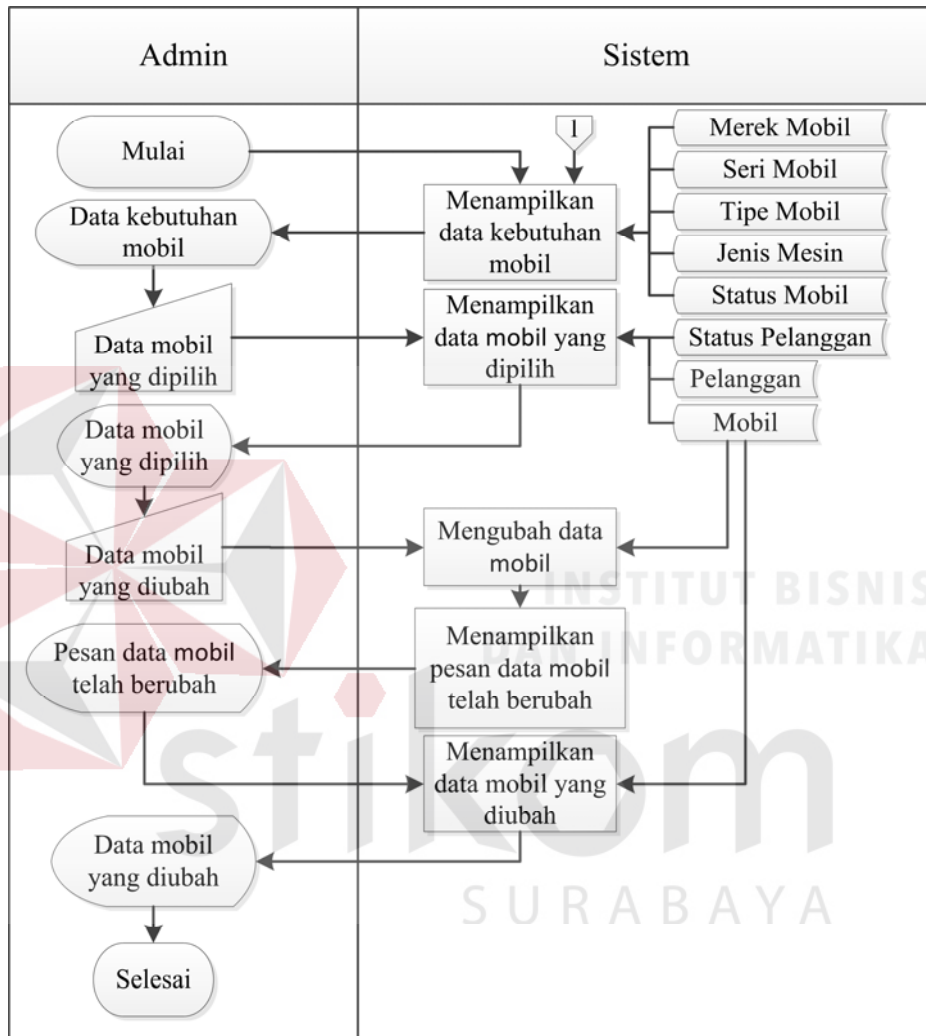 Admin
Sistem
Mulai
1
Merek Mobil
Seri Mobil
Tipe Mobil
Jenis Mesin
Status Mobil
Menampilkan
data kebutuhan
mobil
Data kebutuhan
mobil
Data mobil
yang dipilih
Menampilkan
data mobil yang
dipilih
Status Pelanggan
Pelanggan
Mobil
Data mobil
yang dipilih
Data mobil
yang diubah
Mengubah data
mobil
INSTITUT BISNIS
DAN INFORMATIKA
Menampilkan
pesan data mobil
telah berubah
Pesan data mobil
telah berubah
stikom
Menampilkan
data mobil yang
diubah
Data mobil
yang diubah
SURABAYA
Selesai